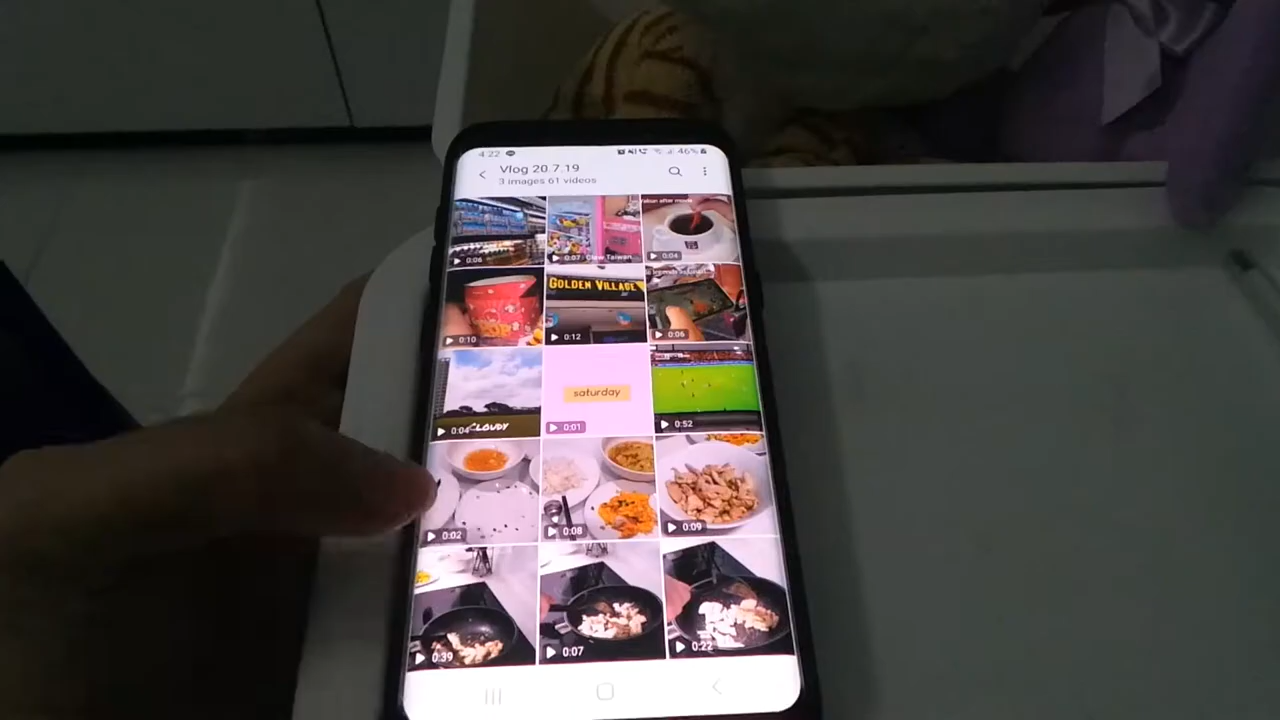 4:22
46%
Vlog 20.7.19
3 images 61 videos
0:06
0:07
Claw Taiwan
after movie
0:04
0:10
GOLDEN VILLAGE
0:12
0:06
0:04
CLOUDY
saturday
0:01
0:52
0:02
0:08
0:09
0:39
0:07
0:22